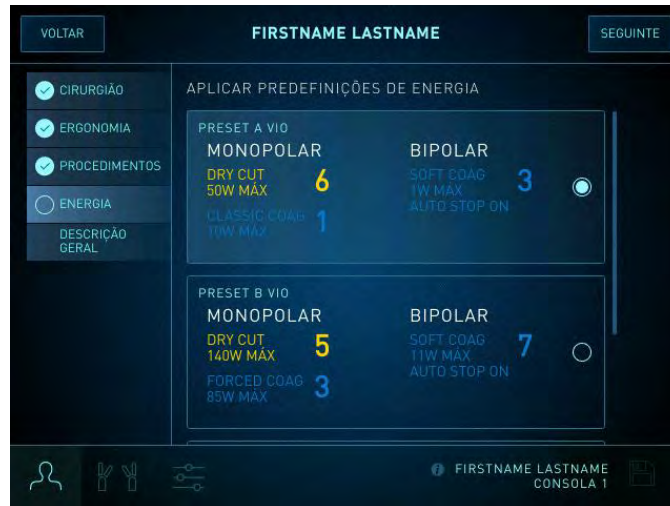 VOLTAR
FIRSTNAME LASTNAME
SEGUINTE
CIRURGIÃO
ERGONOMIA
PROCEDIMENTOS
ENERGIA
DESCRIÇÃO
GERAL
APLICAR PREDEFINIÇÕES DE ENERGIA
PRESET A VIO
MONOPOLAR
DRY CUT
50W MÁX
6
CLASSIC COAG
10W MÁX
1
BIPOLAR
SOFT COAG
1W MÁX
AUTO STOP ON
3
PRESET B VIO
MONOPOLAR
DRY CUT
140W MÁX
5
FORCED COAG
85W MÁX
3
BIPOLAR
SOFT COAG
11W MÁX
AUTO STOP ON
7
FIRSTNAME LASTNAME
CONSOLA 1